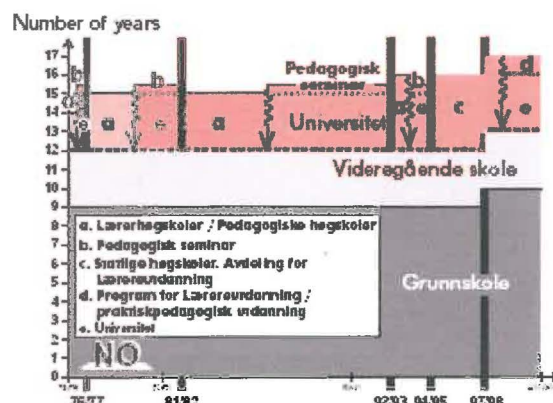 Number of years
17
16
15
14
13
12
11
10
9
8
7
6
5
4
3
2
1
0
b
b
b
d
e
a
e
a
c
e
Pedagogisk
seminar
Universitet
Videregående skole
Grunnskole
a. Lærerhøgskoler / Pedagogiske høgskoler
b. Pedagogisk seminar
c. Statlige høgskoler. Avdeling for
Lærerutdanning
d. Program for Lærerutdanning /
praktiskpedagogisk utdanning
e. Universitet
NO
76/77
81/82
92/93
94/95
97/98